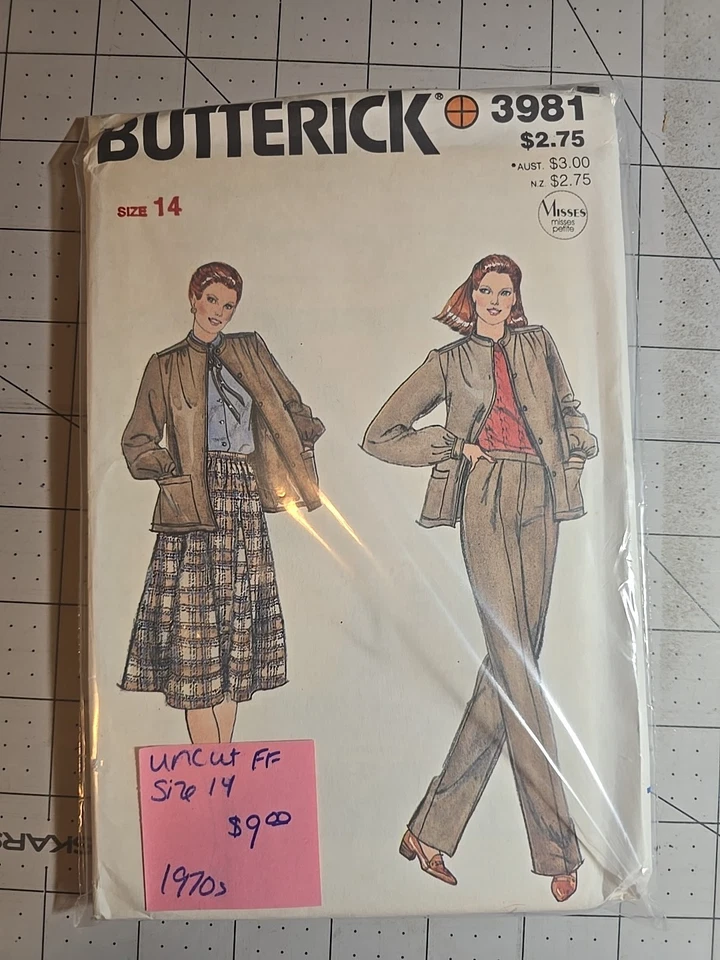 BUTTERICK® 3981
$2.75
•AUST. $3.00
N.Z $2.75
SIZE 14
MISSES
misses
petite
uncut FF
Size 14
$9.00
1970s
SKARS